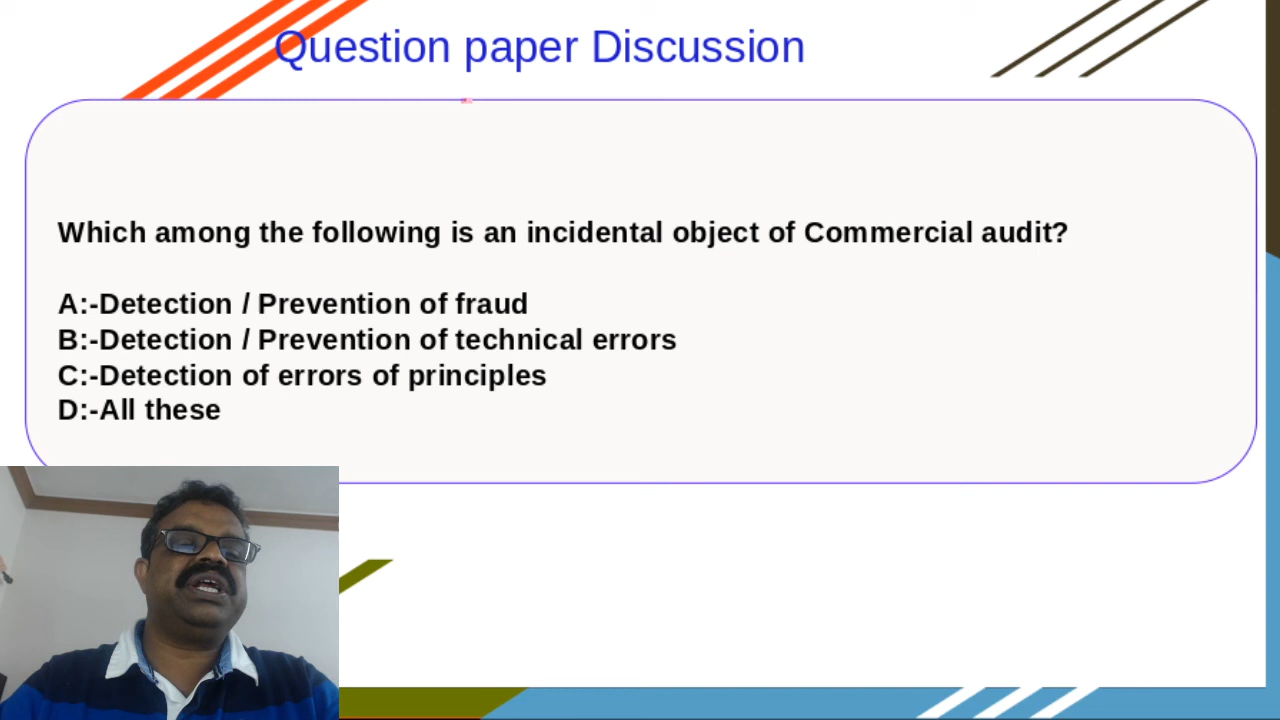 Question paper Discussion
Which among the following is an incidental object of Commercial audit?
A:-Detection / Prevention of fraud
B:-Detection / Prevention of technical errors
C:-Detection of errors of principles
D:-All these